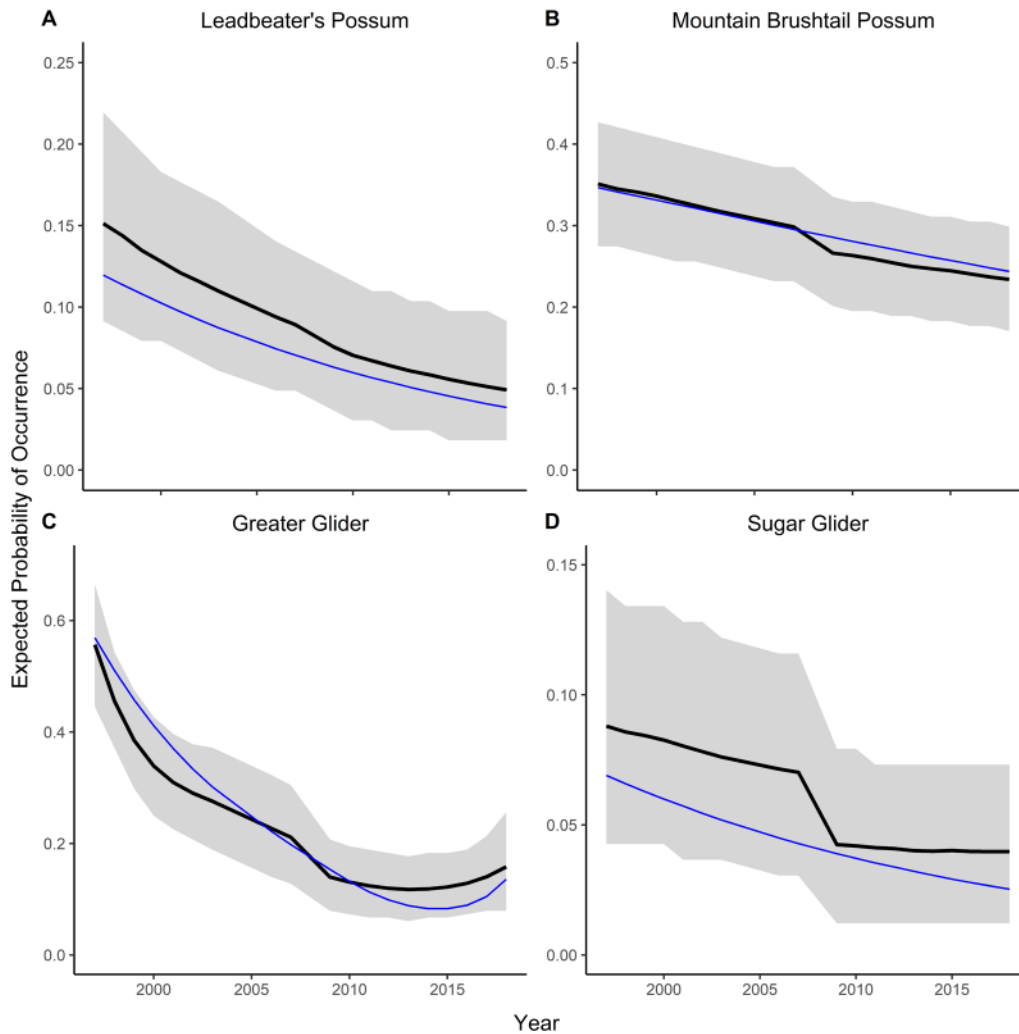 A Leadbeater's Possum
B Mountain Brushtail Possum
0.25
0.20
0.15
0.10
0.05
0.00
0.5
0.4
0.3
0.2
0.1
0.0
Expected Probability of Occurrence
C Greater Glider
D Sugar Glider
0.6
0.4
0.2
0.0
2000 2005 2010 2015
0.15
0.10
0.05
0.00
2000 2005 2010 2015
Year